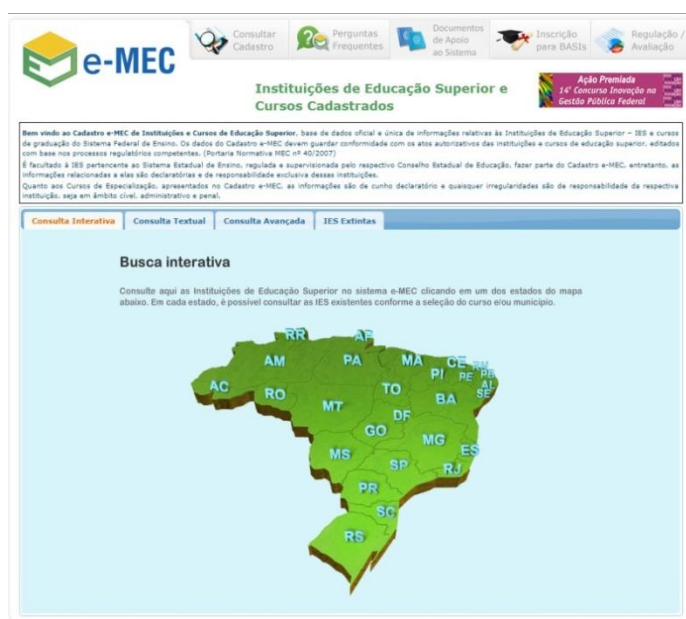 e-MEC
Consultar
Cadastro
Perguntas
Frequentes
Documentos
de Apoio
ao Sistema
Inscrição
para BASIs
Regulação /
Avaliação
Instituições de Educação Superior e
Cursos Cadastrados
Ação Premiada
14º Concurso Inovação na
Gestão Pública Federal
Bem vindo ao Cadastro e-MEC de Instituições e Cursos de Educação Superior, base de dados oficial e única de informações relativas às Instituições de Educação Superior – IES e cursos
de graduação do Sistema Federal de Ensino. Os dados do Cadastro e-MEC devem guardar conformidade com os atos autorizativos das instituições e cursos de educação superior, editados
com base nos processos regulatórios competentes. (Portaria Normativa MEC nº 40/2007)
É facultado à IES pertencente ao Sistema Estadual de Ensino, regulada e supervisionada pelo respectivo Conselho Estadual de Educação, fazer parte do Cadastro e-MEC, entretanto, as
informações relacionadas a elas são declaratórias e de responsabilidade exclusiva dessas instituições.
Quanto aos Cursos de Especialização, apresentados no Cadastro e-MEC, as informações são de cunho declaratório e quaisquer irregularidades são de responsabilidade da respectiva
instituição, seja em âmbito cível, administrativo e penal.
Consulta Interativa
Consulta Textual
Consulta Avançada
IES Extintas
Busca interativa
Consulte aqui as Instituições de Educação Superior no sistema e-MEC clicando em um dos estados do mapa
abaixo. Em cada estado, é possível consultar as IES existentes conforme a seleção do curso e/ou município.
RR AP
AM PA MA CE RN
PI PE PB
AC RO TO AL
MT BA SE
DF
GO
MG
MS ES
SP RJ
PR
SC
RS